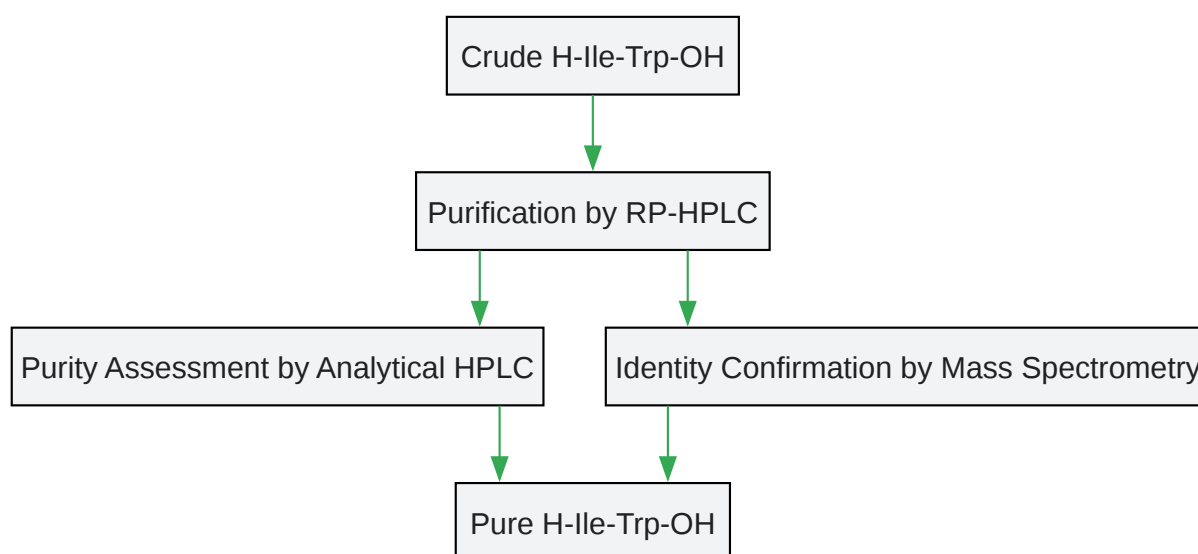 Crude H-Ile-Trp-OH
Purification by RP-HPLC
Purity Assessment by Analytical HPLC
Identity Confirmation by Mass Spectrometry
Pure H-Ile-Trp-OH